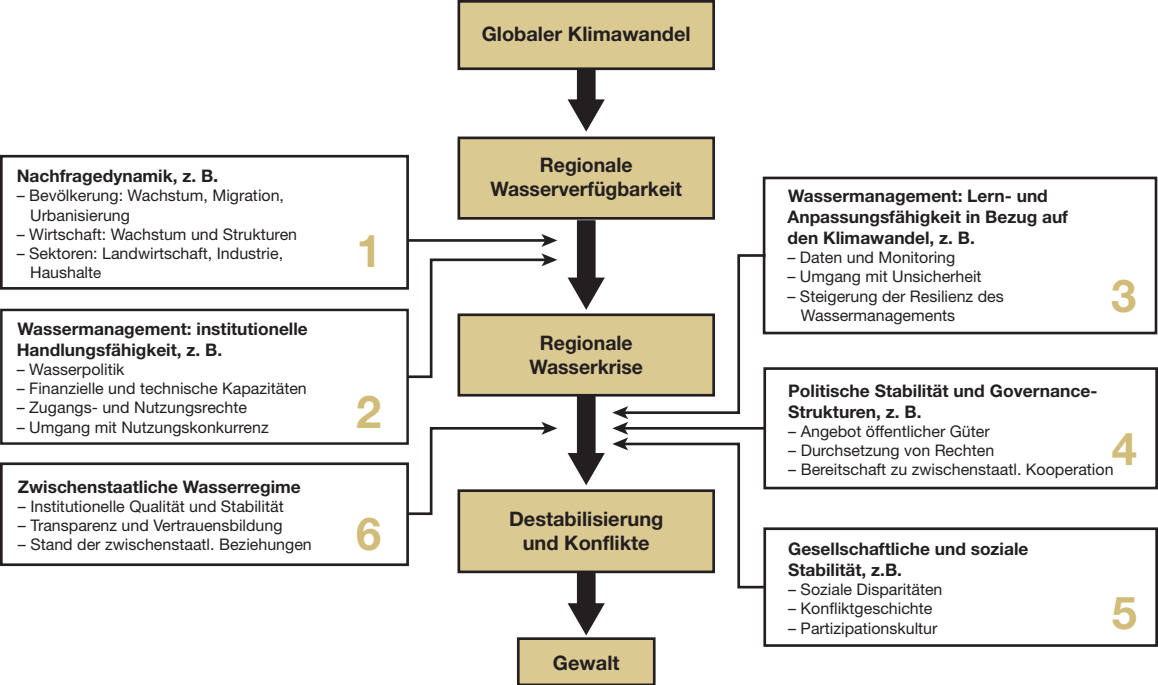 Globaler Klimawandel
Regionale
Wasserverfügbarkeit
Nachfragedynamik, z. B.
– Bevölkerung: Wachstum, Migration,
Urbanisierung
– Wirtschaft: Wachstum und Strukturen
– Sektoren: Landwirtschaft, Industrie,
Haushalte
1
Wassermanagement: Lern- und
Anpassungsfähigkeit in Bezug auf
den Klimawandel, z. B.
– Daten und Monitoring
– Umgang mit Unsicherheit
– Steigerung der Resilienz des
Wassermanagements
3
Wassermanagement: institutionelle
Handlungsfähigkeit, z. B.
– Wasserpolitik
– Finanzielle und technische Kapazitäten
– Zugangs- und Nutzungsrechte
– Umgang mit Nutzungskonkurrenz
2
Regionale
Wasserkrise
Politische Stabilität und Governance-
Strukturen, z. B.
– Angebot öffentlicher Güter
– Durchsetzung von Rechten
– Bereitschaft zu zwischenstaatl. Kooperation
4
Zwischenstaatliche Wasserregime
– Institutionelle Qualität und Stabilität
– Transparenz und Vertrauensbildung
– Stand der zwischenstaatl. Beziehungen
6
Destabilisierung
und Konflikte
Gesellschaftliche und soziale
Stabilität, z.B.
– Soziale Disparitäten
– Konfliktgeschichte
– Partizipationskultur
5
Gewalt